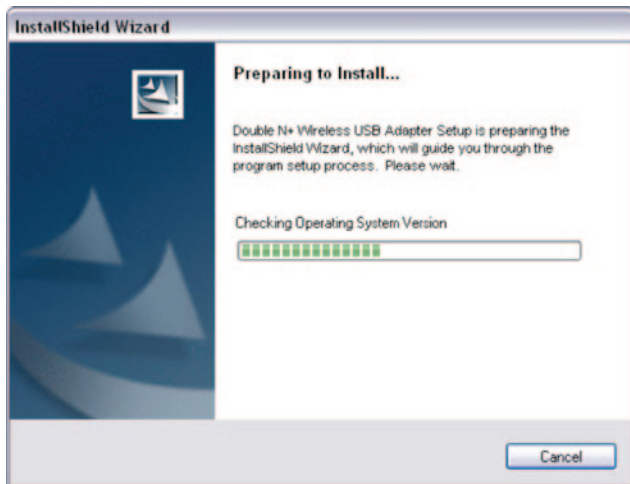 InstallShield Wizard
Preparing to Install...
Double N+ Wireless USB Adapter Setup is preparing the
InstallShield Wizard, which will guide you through the
program setup process. Please wait.
Checking Operating System Version
Cancel